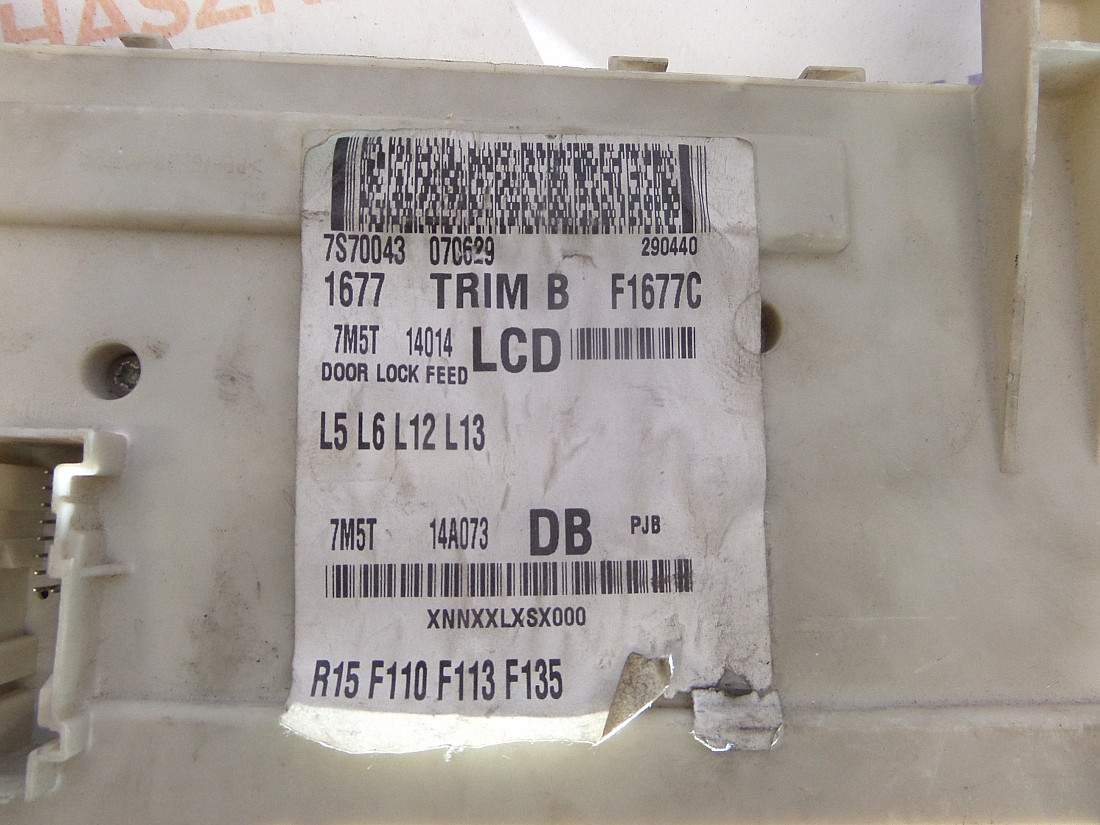 HASZN
7S70043 070629 290440
1677 TRIM B F1677C
7M5T 14014 LCD
DOOR LOCK FEED
L5 L6 L12 L13
7M5T 14A073 DB PJB
XNNXXLXSX000
R15 F110 F113 F135